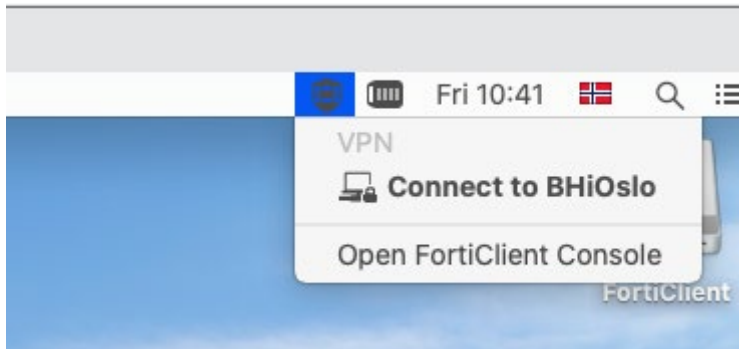 Fri 10:41
VPN
Connect to BHiOslo
Open FortiClient Console
FortiClient